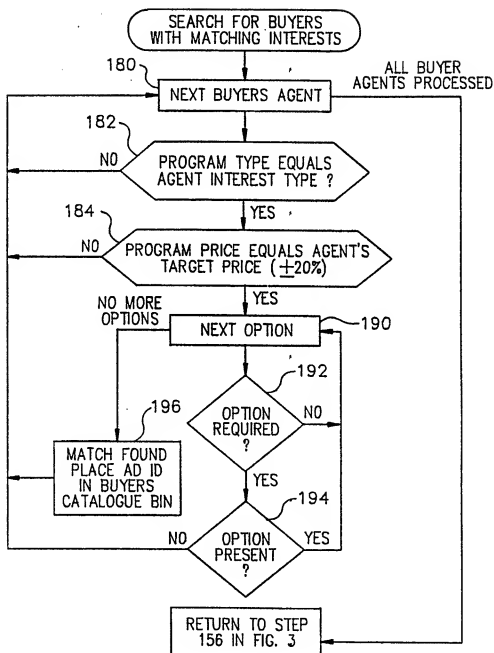 SEARCH FOR BUYERS
WITH MATCHING INTERESTS
180
ALL BUYER
AGENTS PROCESSED
NEXT BUYERS AGENT
182
NO
PROGRAM TYPE EQUALS
AGENT INTEREST TYPE ?
YES
184
NO
PROGRAM PRICE EQUALS AGENT'S
TARGET PRICE (±20%)
YES
NO MORE
OPTIONS
190
NEXT OPTION
192
196
OPTION
REQUIRED
?
NO
MATCH FOUND
PLACE AD ID
IN BUYERS
CATALOGUE BIN
YES
194
NO
OPTION
PRESENT
?
YES
RETURN TO STEP
156 IN FIG. 3